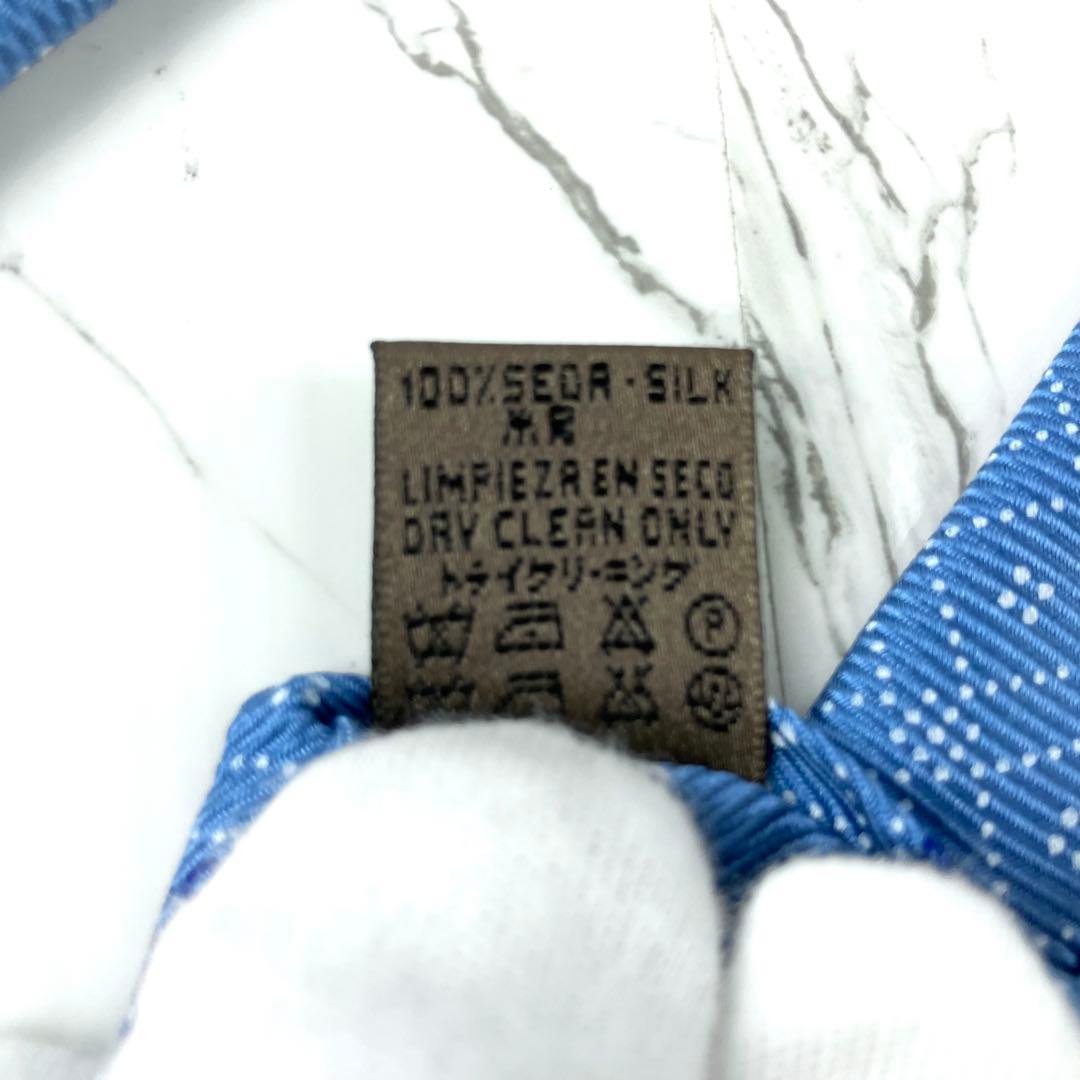 100%SEDA · SILK
LIMPIEZA EN SECO
DRY CLEAN ONLY
ドライクリーニング
P